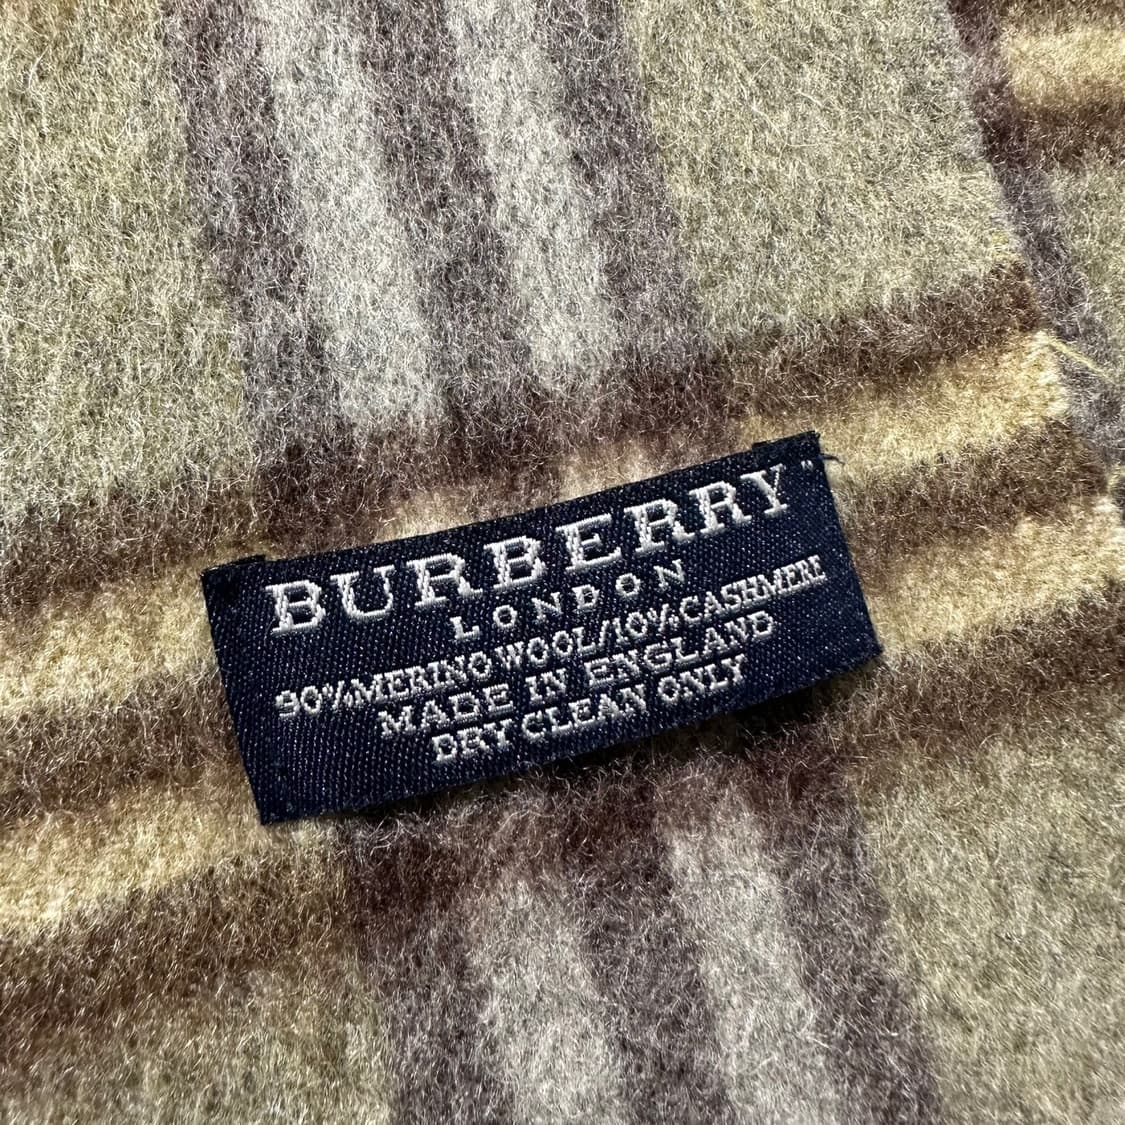 BURBERRY"
LONDON
90%MERINO WOOL/10%CASHMERE
MADE IN ENGLAND
DRY CLEAN ONLY